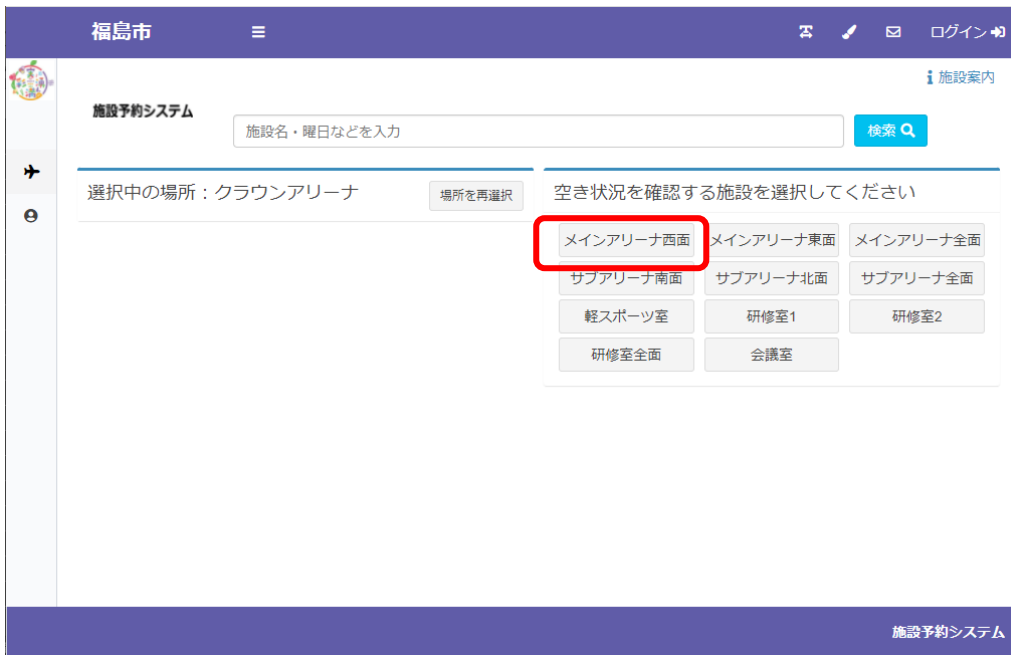 福島市
ログイン
施設案内
施設予約システム
施設名・曜日などを入力
検索
選択中の場所：クラウンアリーナ
場所を再選択
空き状況を確認する施設を選択してください
メインアリーナ西面 メインアリーナ東面 メインアリーナ全面
サブアリーナ南面 サブアリーナ北面 サブアリーナ全面
軽スポーツ室 研修室1 研修室2
研修室全面 会議室
施設予約システム